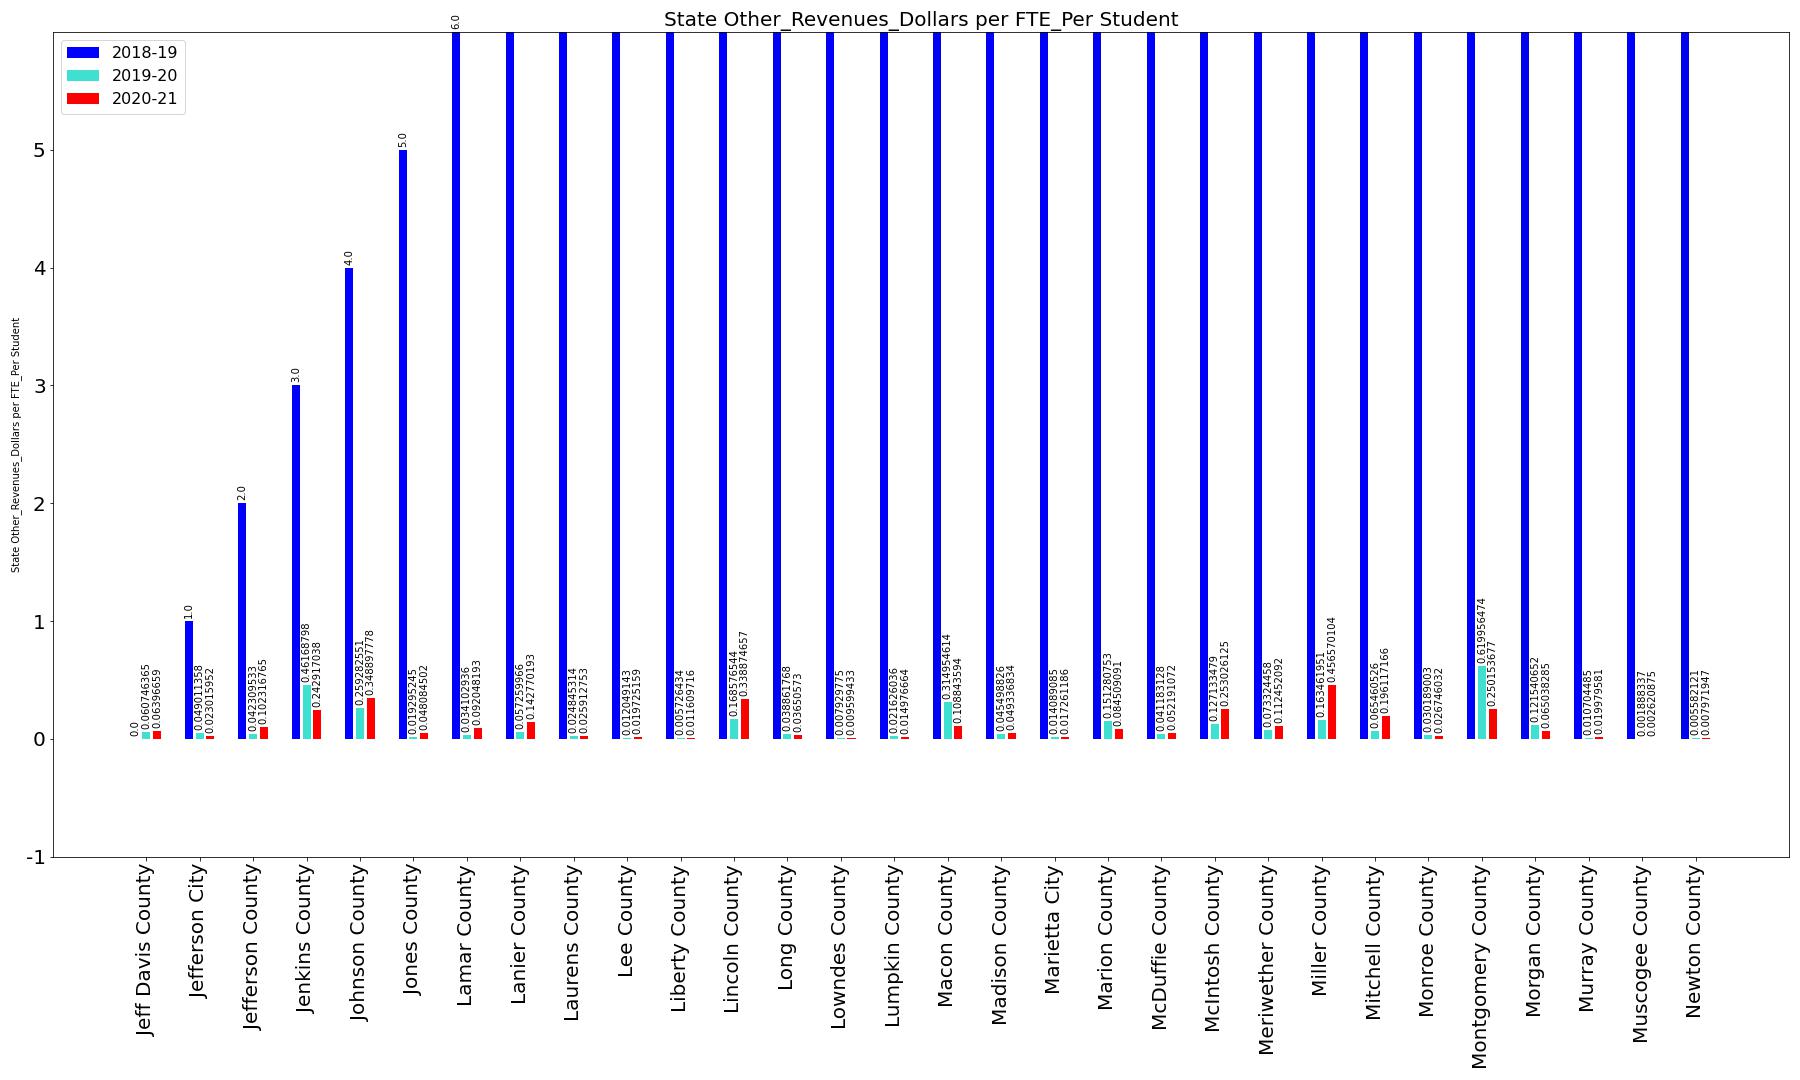 State Other_Revenues_Dollars per FTE_Per Student
2018-19
2019-20
2020-21
State Other_Revenues_Dollars per FTE_Per Student
5
4
3
2
1
0
-1
0.0
0.060746365
0.06396659
1.0
0.049011358
0.023015952
2.0
0.042309533
0.102316765
3.0
0.46168798
0.242917038
4.0
0.259282551
0.348897778
5.0
0.019295245
0.048084502
6.0
0.034102936
0.092048193
0.057259966
0.142770193
0.024845314
0.025912753
0.012049143
0.019725159
0.005726434
0.011609716
0.168576544
0.338874657
0.038861768
0.03650573
0.007929775
0.009599433
0.021626036
0.014976664
0.314954614
0.108843594
0.045498826
0.049336834
0.014089085
0.017261186
0.151280753
0.084509091
0.041183128
0.052191072
0.127133479
0.253026125
0.073324458
0.112452092
0.163461951
0.456570104
0.065460526
0.196117166
0.030189003
0.026746032
0.619956474
0.250153677
0.121540652
0.065038285
0.010704485
0.019979581
0.001888337
0.002620875
0.005582121
0.007971947
Jeff Davis County
Jefferson City
Jefferson County
Jenkins County
Johnson County
Jones County
Lamar County
Lanier County
Laurens County
Lee County
Liberty County
Lincoln County
Long County
Lowndes County
Lumpkin County
Macon County
Madison County
Marietta City
Marion County
McDuffie County
McIntosh County
Meriwether County
Miller County
Mitchell County
Monroe County
Montgomery County
Morgan County
Murray County
Muscogee County
Newton County